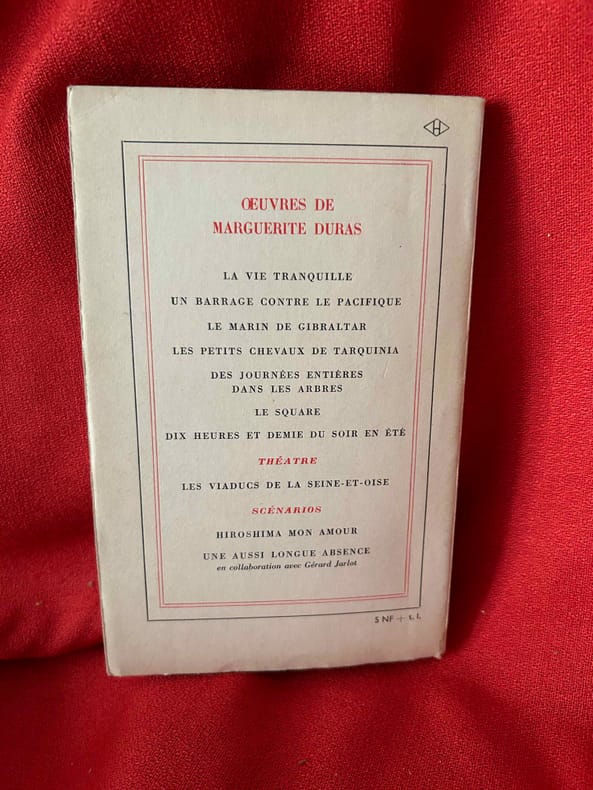 H
ŒUVRES DE
MARGUERITE DURAS
LA VIE TRANQUILLE
UN BARRAGE CONTRE LE PACIFIQUE
LE MARIN DE GIBRALTAR
LES PETITS CHEVAUX DE TARQUINIA
DES JOURNÉES ENTIÈRES
DANS LES ARBRES
LE SQUARE
DIX HEURES ET DEMIE DU SOIR EN ÉTÉ
THÉATRE
LES VIADUCS DE LA SEINE-ET-OISE
SCÉNARIOS
HIROSHIMA MON AMOUR
UNE AUSSI LONGUE ABSENCE
en collaboration avec Gérard Jarlot
5 NF + t. l.